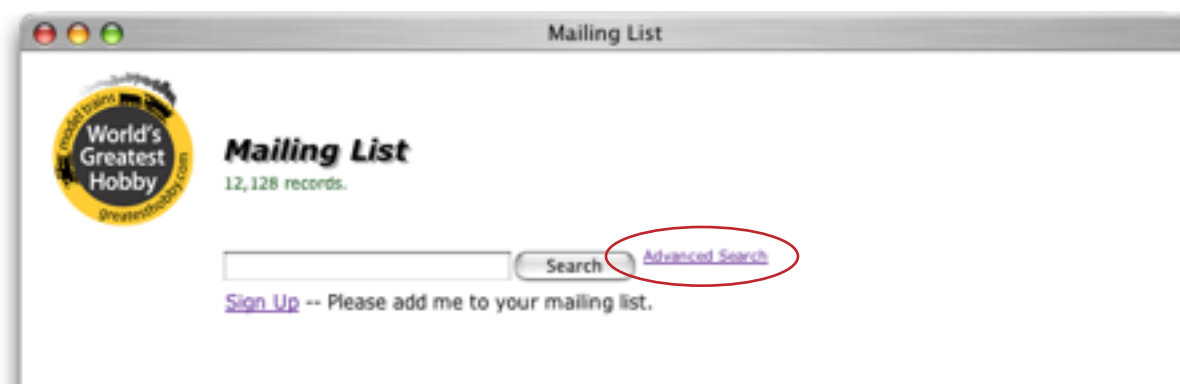 Mailing List
model trains
World's
Greatest
Hobby
greatesthobby.com
Mailing List
12,128 records.
Search
Advanced Search
Sign Up -- Please add me to your mailing list.